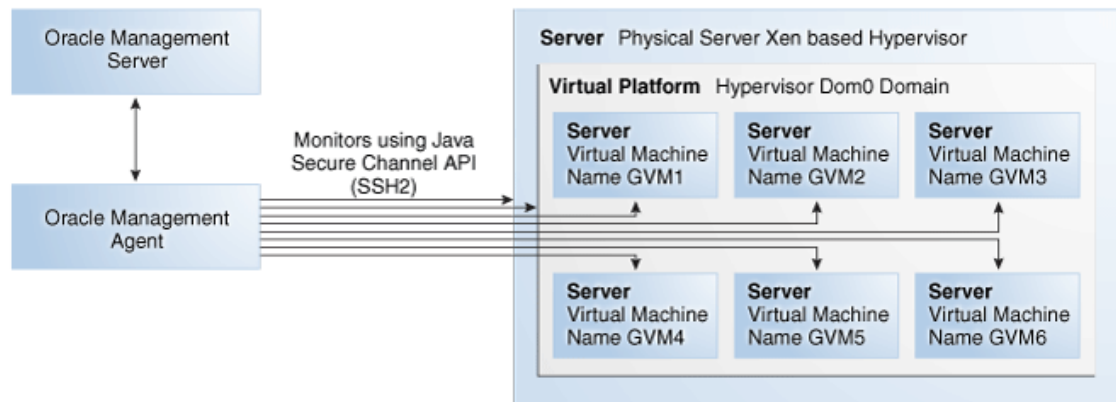 Oracle Management
Server
Oracle Management
Agent
Monitors using Java
Secure Channel API
(SSH2)
Server Physical Server Xen based Hypervisor
Virtual Platform Hypervisor Dom0 Domain
Server
Virtual Machine
Name GVM1
Server
Virtual Machine
Name GVM2
Server
Virtual Machine
Name GVM3
Server
Virtual Machine
Name GVM4
Server
Virtual Machine
Name GVM5
Server
Virtual Machine
Name GVM6